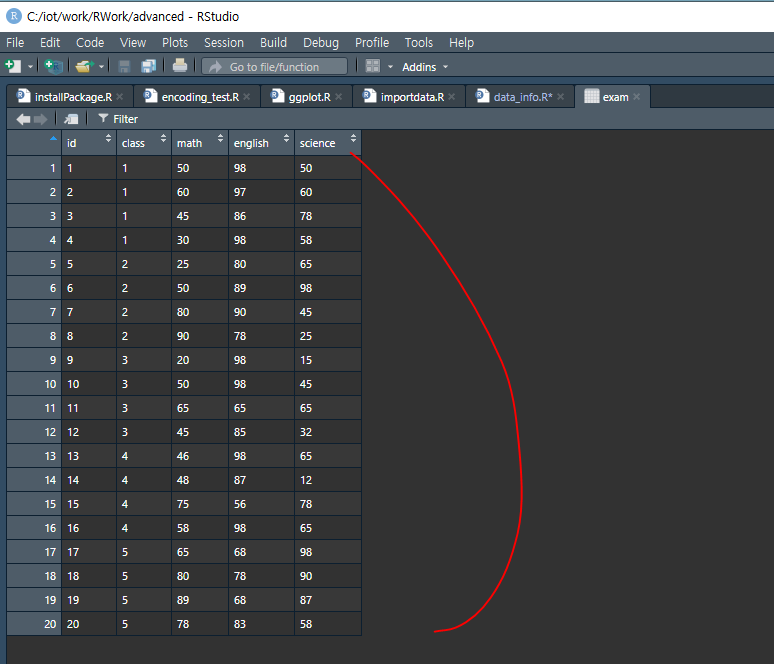 R C:/iot/work/RWork/advanced - RStudio
File Edit Code View Plots Session Build Debug Profile Tools Help
Go to file/function Addins
installPackage.R encoding_test.R ggplot.R importdata.R data_info.R* exam
Filter
id class math english science
1 1 1 50 98 50
2 2 1 60 97 60
3 3 1 45 86 78
4 4 1 30 98 58
5 5 2 25 80 65
6 6 2 50 89 98
7 7 2 80 90 45
8 8 2 90 78 25
9 9 3 20 98 15
10 10 3 50 98 45
11 11 3 65 65 65
12 12 3 45 85 32
13 13 4 46 98 65
14 14 4 48 87 12
15 15 4 75 56 78
16 16 4 58 98 65
17 17 5 65 68 98
18 18 5 80 78 90
19 19 5 89 68 87
20 20 5 78 83 58